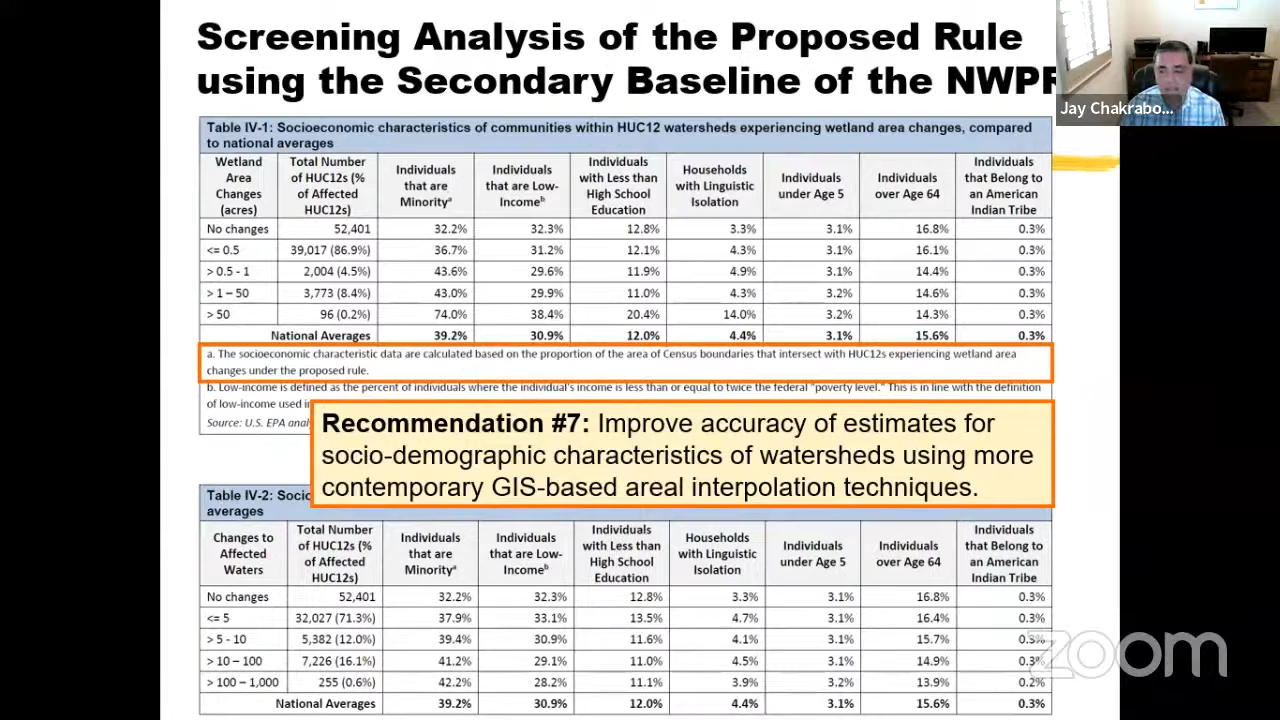 Screening Analysis of the Proposed Rule
using the Secondary Baseline of the NWPR
Jay Chakrabo...
Table IV-1: Socioeconomic characteristics of communities within HUC12 watersheds experiencing wetland area changes, compared
to national averages
Wetland Area Changes (acres) Total Number of HUC12s (% of Affected HUC12s) Individuals that are Minorityᵃ Individuals that are Low-Incomeᵇ Individuals with Less than High School Education Households with Linguistic Isolation Individuals under Age 5 Individuals over Age 64 Individuals that Belong to an American Indian Tribe
No changes 52,401 32.2% 32.3% 12.8% 3.3% 3.1% 16.8% 0.3%
<= 0.5 39,017 (86.9%) 36.7% 31.2% 12.1% 4.3% 3.1% 16.1% 0.3%
> 0.5 - 1 2,004 (4.5%) 43.6% 29.6% 11.9% 4.9% 3.1% 14.4% 0.3%
> 1 – 50 3,773 (8.4%) 43.0% 29.9% 11.0% 4.3% 3.2% 14.6% 0.3%
> 50 96 (0.2%) 74.0% 38.4% 20.4% 14.0% 3.2% 14.3% 0.3%
National Averages 39.2% 30.9% 12.0% 4.4% 3.1% 15.6% 0.3%
a. The socioeconomic characteristic data are calculated based on the proportion of the area of Census boundaries that intersect with HUC12s experiencing wetland area
changes under the proposed rule.
b. Low-income is defined as the percent of individuals where the individual's income is less than or equal to twice the federal "poverty level." This is in line with the definition
of low-income used
Source: U.S. EPA
Recommendation #7: Improve accuracy of estimates for
socio-demographic characteristics of watersheds using more
contemporary GIS-based areal interpolation techniques.
Table IV-2:
averages
Changes to Affected Waters Total Number of HUC12s (% of Affected HUC12s) Individuals that are Minorityᵃ Individuals that are Low-Incomeᵇ Individuals with Less than High School Education Households with Linguistic Isolation Individuals under Age 5 Individuals over Age 64 Individuals that Belong to an American Indian Tribe
No changes 52,401 32.2% 32.3% 12.8% 3.3% 3.1% 16.8% 0.3%
<= 5 32,027 (71.3%) 37.9% 33.1% 13.5% 4.7% 3.1% 16.4% 0.3%
> 5 - 10 5,382 (12.0%) 39.4% 30.9% 11.6% 4.1% 3.1% 15.7% 0.3%
> 10 – 100 7,226 (16.1%) 41.2% 29.1% 11.0% 4.5% 3.1% 14.9% 0.3%
> 100 – 1,000 255 (0.6%) 42.2% 28.2% 11.1% 3.9% 3.2% 13.9% 0.2%
National Averages 39.2% 30.9% 12.0% 4.4% 3.1% 15.6% 0.3%
zoom